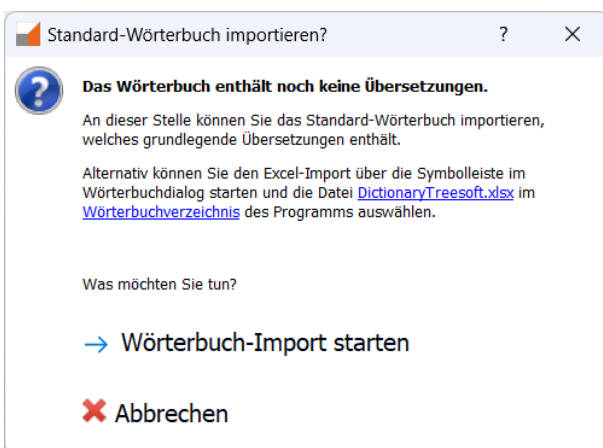 Standard-Wörterbuch importieren?
Das Wörterbuch enthält noch keine Übersetzungen.
An dieser Stelle können Sie das Standard-Wörterbuch importieren,
welches grundlegende Übersetzungen enthält.
Alternativ können Sie den Excel-Import über die Symbolleiste im
Wörterbuchdialog starten und die Datei DictionaryTreesoft.xlsx im
Wörterbuchverzeichnis des Programms auswählen.
Was möchten Sie tun?
Wörterbuch-Import starten
Abbrechen